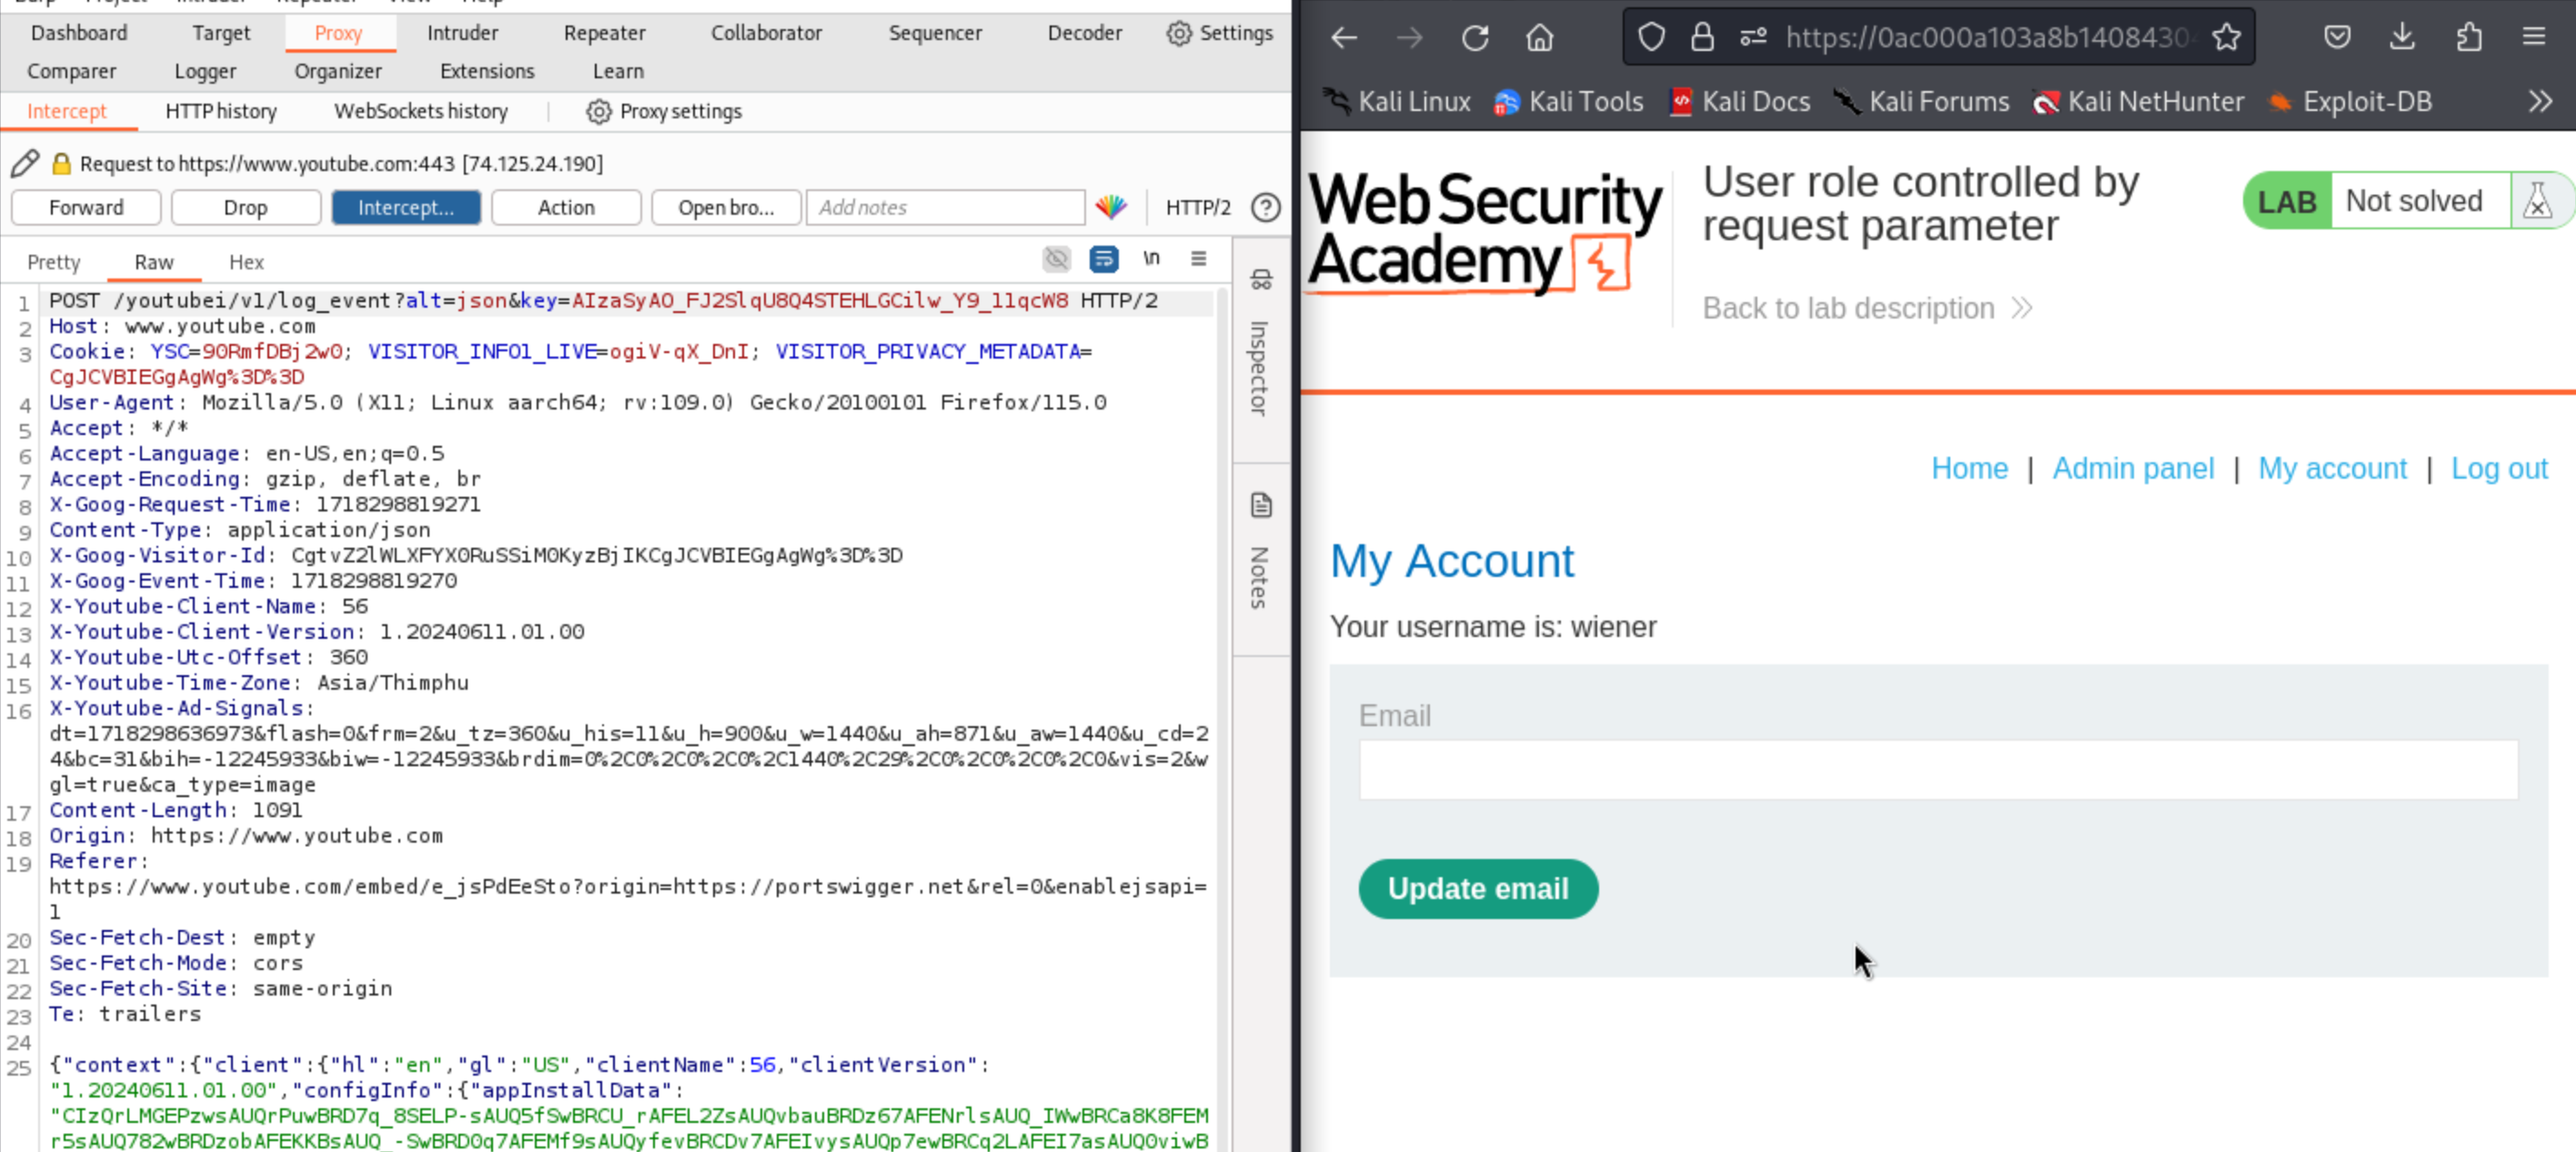 Dashboard Target Proxy Intruder Repeater Collaborator Sequencer Decoder Settings
Comparer Logger Organizer Extensions Learn
Intercept HTTP history WebSockets history Proxy settings
Request to https://www.youtube.com:443 [74.125.24.190]
Forward Drop Intercept... Action Open bro... Add notes HTTP/2
Pretty Raw Hex \n
1 POST /youtubei/v1/log_event?alt=json&key=AIzaSyAO_FJ2SlqU8Q4STEHLGCilw_Y9_11qcW8 HTTP/2
2 Host: www.youtube.com
3 Cookie: YSC=90RmfDBj2w0; VISITOR_INFO1_LIVE=ogiV-qX_DnI; VISITOR_PRIVACY_METADATA=
CgJCVBIEGgAgWg%3D%3D
4 User-Agent: Mozilla/5.0 (X11; Linux aarch64; rv:109.0) Gecko/20100101 Firefox/115.0
5 Accept: */*
6 Accept-Language: en-US,en;q=0.5
7 Accept-Encoding: gzip, deflate, br
8 X-Goog-Request-Time: 1718298819271
9 Content-Type: application/json
10 X-Goog-Visitor-Id: CgtvZ2lWLXFYX0RuSSiM0KyzBjIKCgJCVBIEGgAgWg%3D%3D
11 X-Goog-Event-Time: 1718298819270
12 X-Youtube-Client-Name: 56
13 X-Youtube-Client-Version: 1.20240611.01.00
14 X-Youtube-Utc-Offset: 360
15 X-Youtube-Time-Zone: Asia/Thimphu
16 X-Youtube-Ad-Signals:
dt=1718298636973&flash=0&frm=2&u_tz=360&u_his=11&u_h=900&u_w=1440&u_ah=871&u_aw=1440&u_cd=2
4&bc=31&bih=-12245933&biw=-12245933&brdim=0%2C0%2C0%2C0%2C1440%2C29%2C0%2C0%2C0%2C0&vis=2&w
gl=true&ca_type=image
17 Content-Length: 1091
18 Origin: https://www.youtube.com
19 Referer:
https://www.youtube.com/embed/e_jsPdEeSto?origin=https://portswigger.net&rel=0&enablejsapi=
1
20 Sec-Fetch-Dest: empty
21 Sec-Fetch-Mode: cors
22 Sec-Fetch-Site: same-origin
23 Te: trailers
24
25 {"context":{"client":{"hl":"en","gl":"US","clientName":56,"clientVersion":
"1.20240611.01.00","configInfo":{"appInstallData":
"CIzQrLMGEPzwsAUQrPuwBRD7q_8SELP-sAUQ5fSwBRCU_rAFEL2ZsAUQvbauBRDz67AFENrlsAUQ_IWwBRCa8K8FEM
r5sAUQ782wBRDzobAFEKKBsAUQ_-SwBRD0q7AFEMf9sAUQyfevBRCDv7AFEIvysAUQp7ewBRCq2LAFEI7asAUQ0viwB
Inspector
Notes
https://0ac000a103a8b1408430
Kali Linux Kali Tools Kali Docs Kali Forums Kali NetHunter Exploit-DB
Web Security
Academy
User role controlled by
request parameter
LAB Not solved
Back to lab description
Home | Admin panel | My account | Log out
My Account
Your username is: wiener
Email
Update email